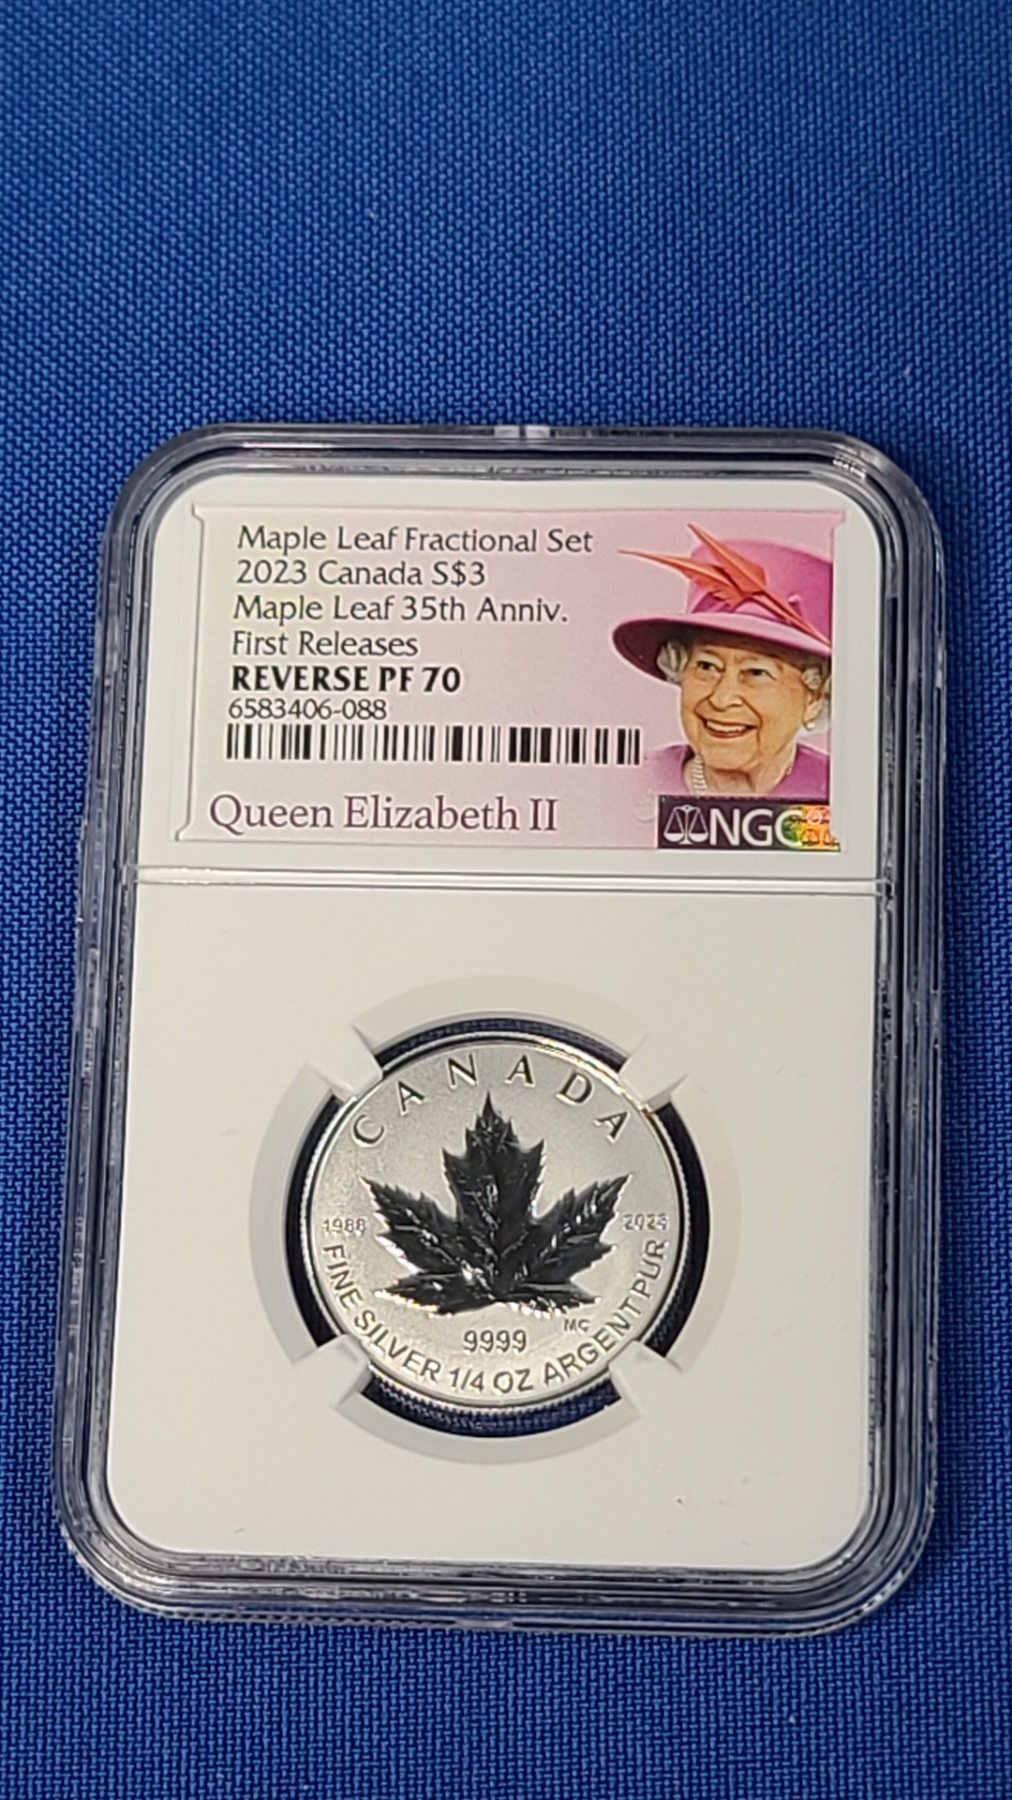 Maple Leaf Fractional Set
2023 Canada S$3
Maple Leaf 35th Anniv.
First Releases
REVERSE PF 70
6583406-088
Queen Elizabeth II
NGC
CANADA
1988
2023
MC
9999
FINE SILVER 1/4 OZ ARGENT PUR